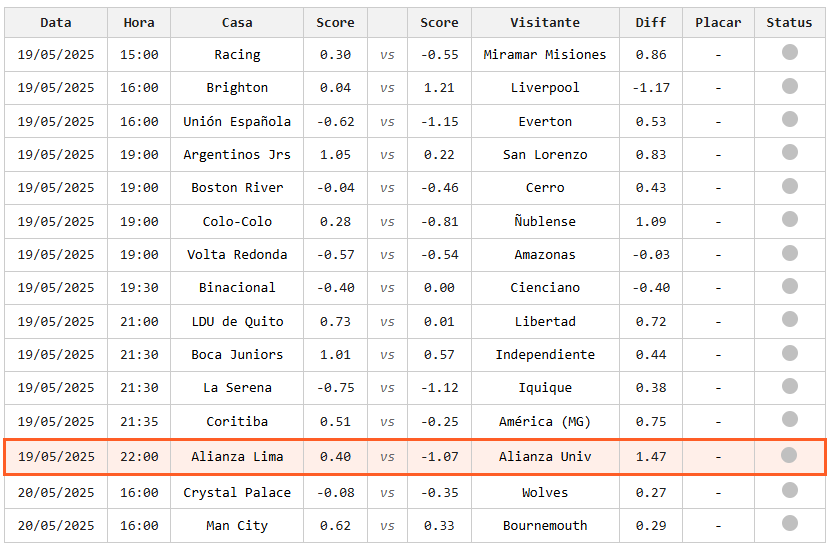 Data Hora Casa Score Score Visitante Diff Placar Status
19/05/2025 15:00 Racing 0.30 vs -0.55 Miramar Misiones 0.86 -
19/05/2025 16:00 Brighton 0.04 vs 1.21 Liverpool -1.17 -
19/05/2025 16:00 Unión Española -0.62 vs -1.15 Everton 0.53 -
19/05/2025 19:00 Argentinos Jrs 1.05 vs 0.22 San Lorenzo 0.83 -
19/05/2025 19:00 Boston River -0.04 vs -0.46 Cerro 0.43 -
19/05/2025 19:00 Colo-Colo 0.28 vs -0.81 Ñublense 1.09 -
19/05/2025 19:00 Volta Redonda -0.57 vs -0.54 Amazonas -0.03 -
19/05/2025 19:30 Binacional -0.40 vs 0.00 Cienciano -0.40 -
19/05/2025 21:00 LDU de Quito 0.73 vs 0.01 Libertad 0.72 -
19/05/2025 21:30 Boca Juniors 1.01 vs 0.57 Independiente 0.44 -
19/05/2025 21:30 La Serena -0.75 vs -1.12 Iquique 0.38 -
19/05/2025 21:35 Coritiba 0.51 vs -0.25 América (MG) 0.75 -
19/05/2025 22:00 Alianza Lima 0.40 vs -1.07 Alianza Univ 1.47 -
20/05/2025 16:00 Crystal Palace -0.08 vs -0.35 Wolves 0.27 -
20/05/2025 16:00 Man City 0.62 vs 0.33 Bournemouth 0.29 -